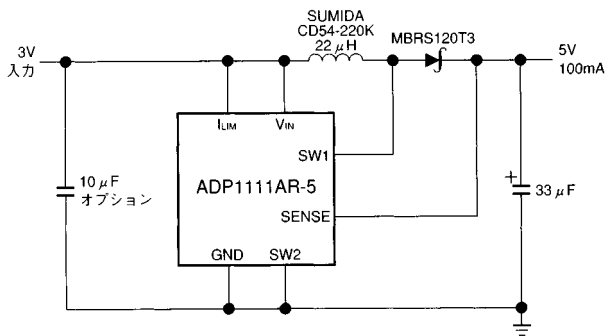 SUMIDA
CD54-220K
22μH
MBRS120T3
3V
入力
5V
100mA
ILIM
VIN
SW1
ADP1111AR-5
SENSE
GND
SW2
10μF
オプション
+
33μF